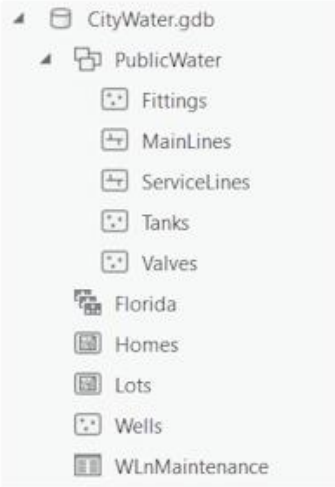 CityWater.gdb
PublicWater
Fittings
MainLines
ServiceLines
Tanks
Valves
Florida
Homes
Lots
Wells
WLnMaintenance